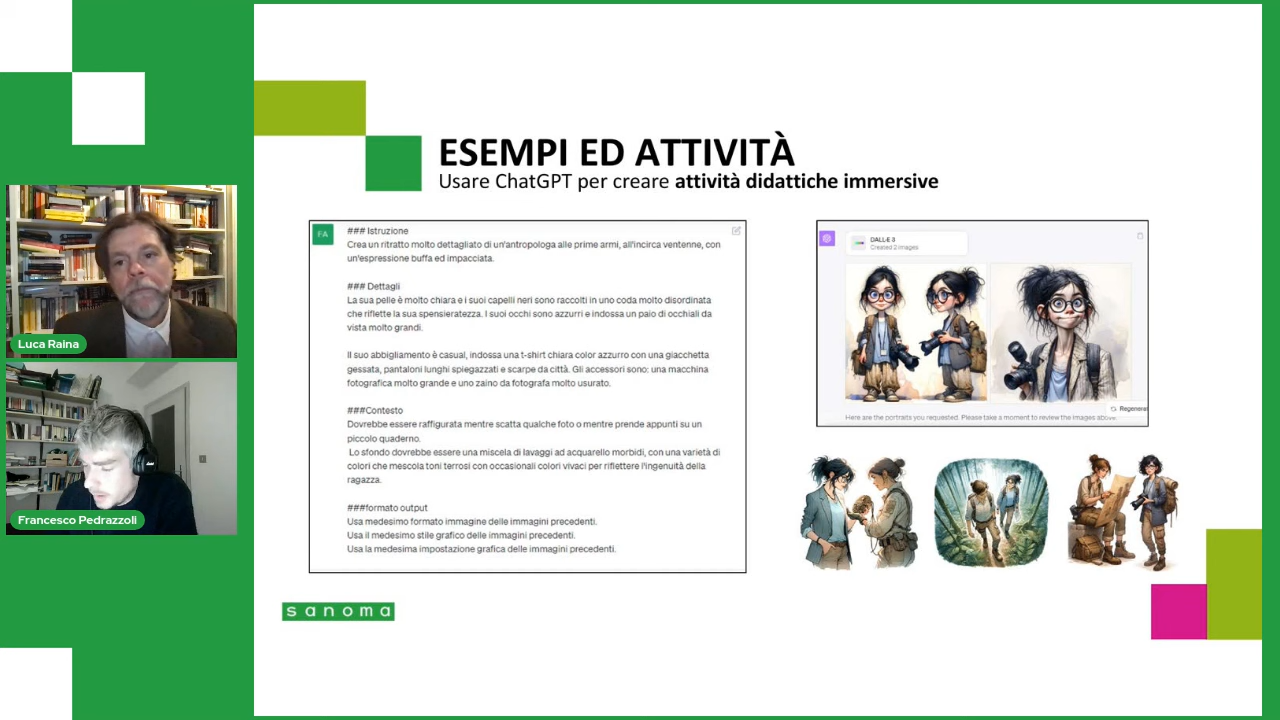 ESEMPI ED ATTIVITÀ
Usare ChatGPT per creare attività didattiche immersive
FA
### Istruzione
Crea un ritratto molto dettagliato di un'antropologa alle prime armi, all'incirca ventenne, con
un'espressione buffa ed impacciata.
### Dettagli
La sua pelle è molto chiara e i suoi capelli neri sono raccolti in uno coda molto disordinata
che riflette la sua spensieratezza. I suoi occhi sono azzurri e indossa un paio di occhiali da
vista molto grandi.
Il suo abbigliamento è casual, indossa una t-shirt chiara color azzurro con una giacchetta
gessata, pantaloni lunghi spiegazzati e scarpe da città. Gli accessori sono: una macchina
fotografica molto grande e uno zaino da fotografa molto usurato.
###Contesto
Dovrebbe essere raffigurata mentre scatta qualche foto o mentre prende appunti su un
piccolo quaderno.
Lo sfondo dovrebbe essere una miscela di lavaggi ad acquarello morbidi, con una varietà di
colori che mescola toni terrosi con occasionali colori vivaci per riflettere l'ingenuità della
ragazza.
###formato output
Usa medesimo formato immagine delle immagini precedenti.
Usa il medesimo stile grafico delle immagini precedenti.
Usa la medesima impostazione grafica delle immagini precedenti.
DALL·E 3
Created 2 images
Regenerat
Here are the portraits you requested. Please take a moment to review the images above.
Luca Raina
Francesco Pedrazzoli
sanoma